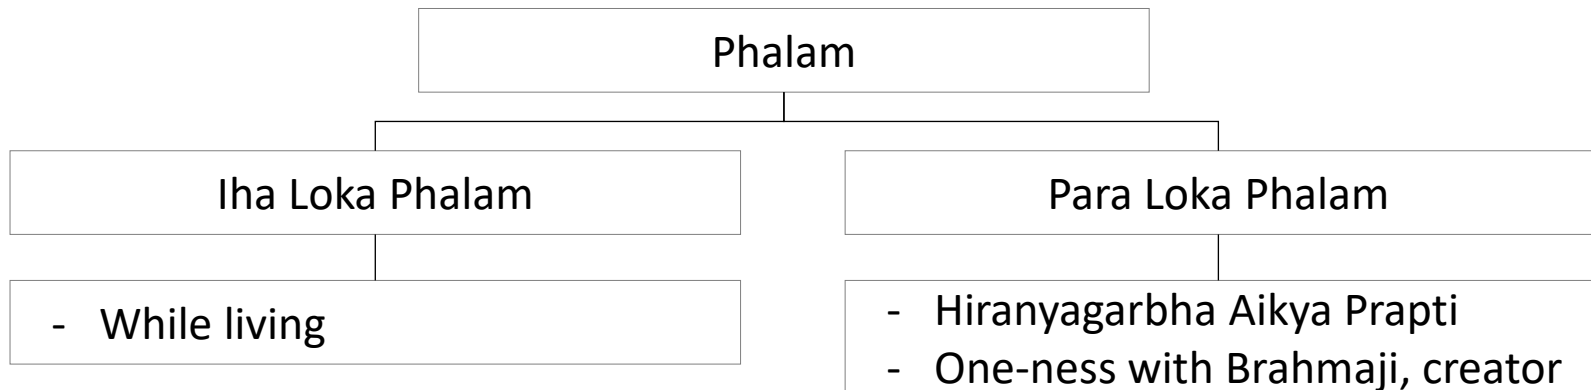 Phalam
Iha Loka Phalam
Para Loka Phalam
- While living
- Hiranyagarbha Aikya Prapti
- One-ness with Brahmaji, creator